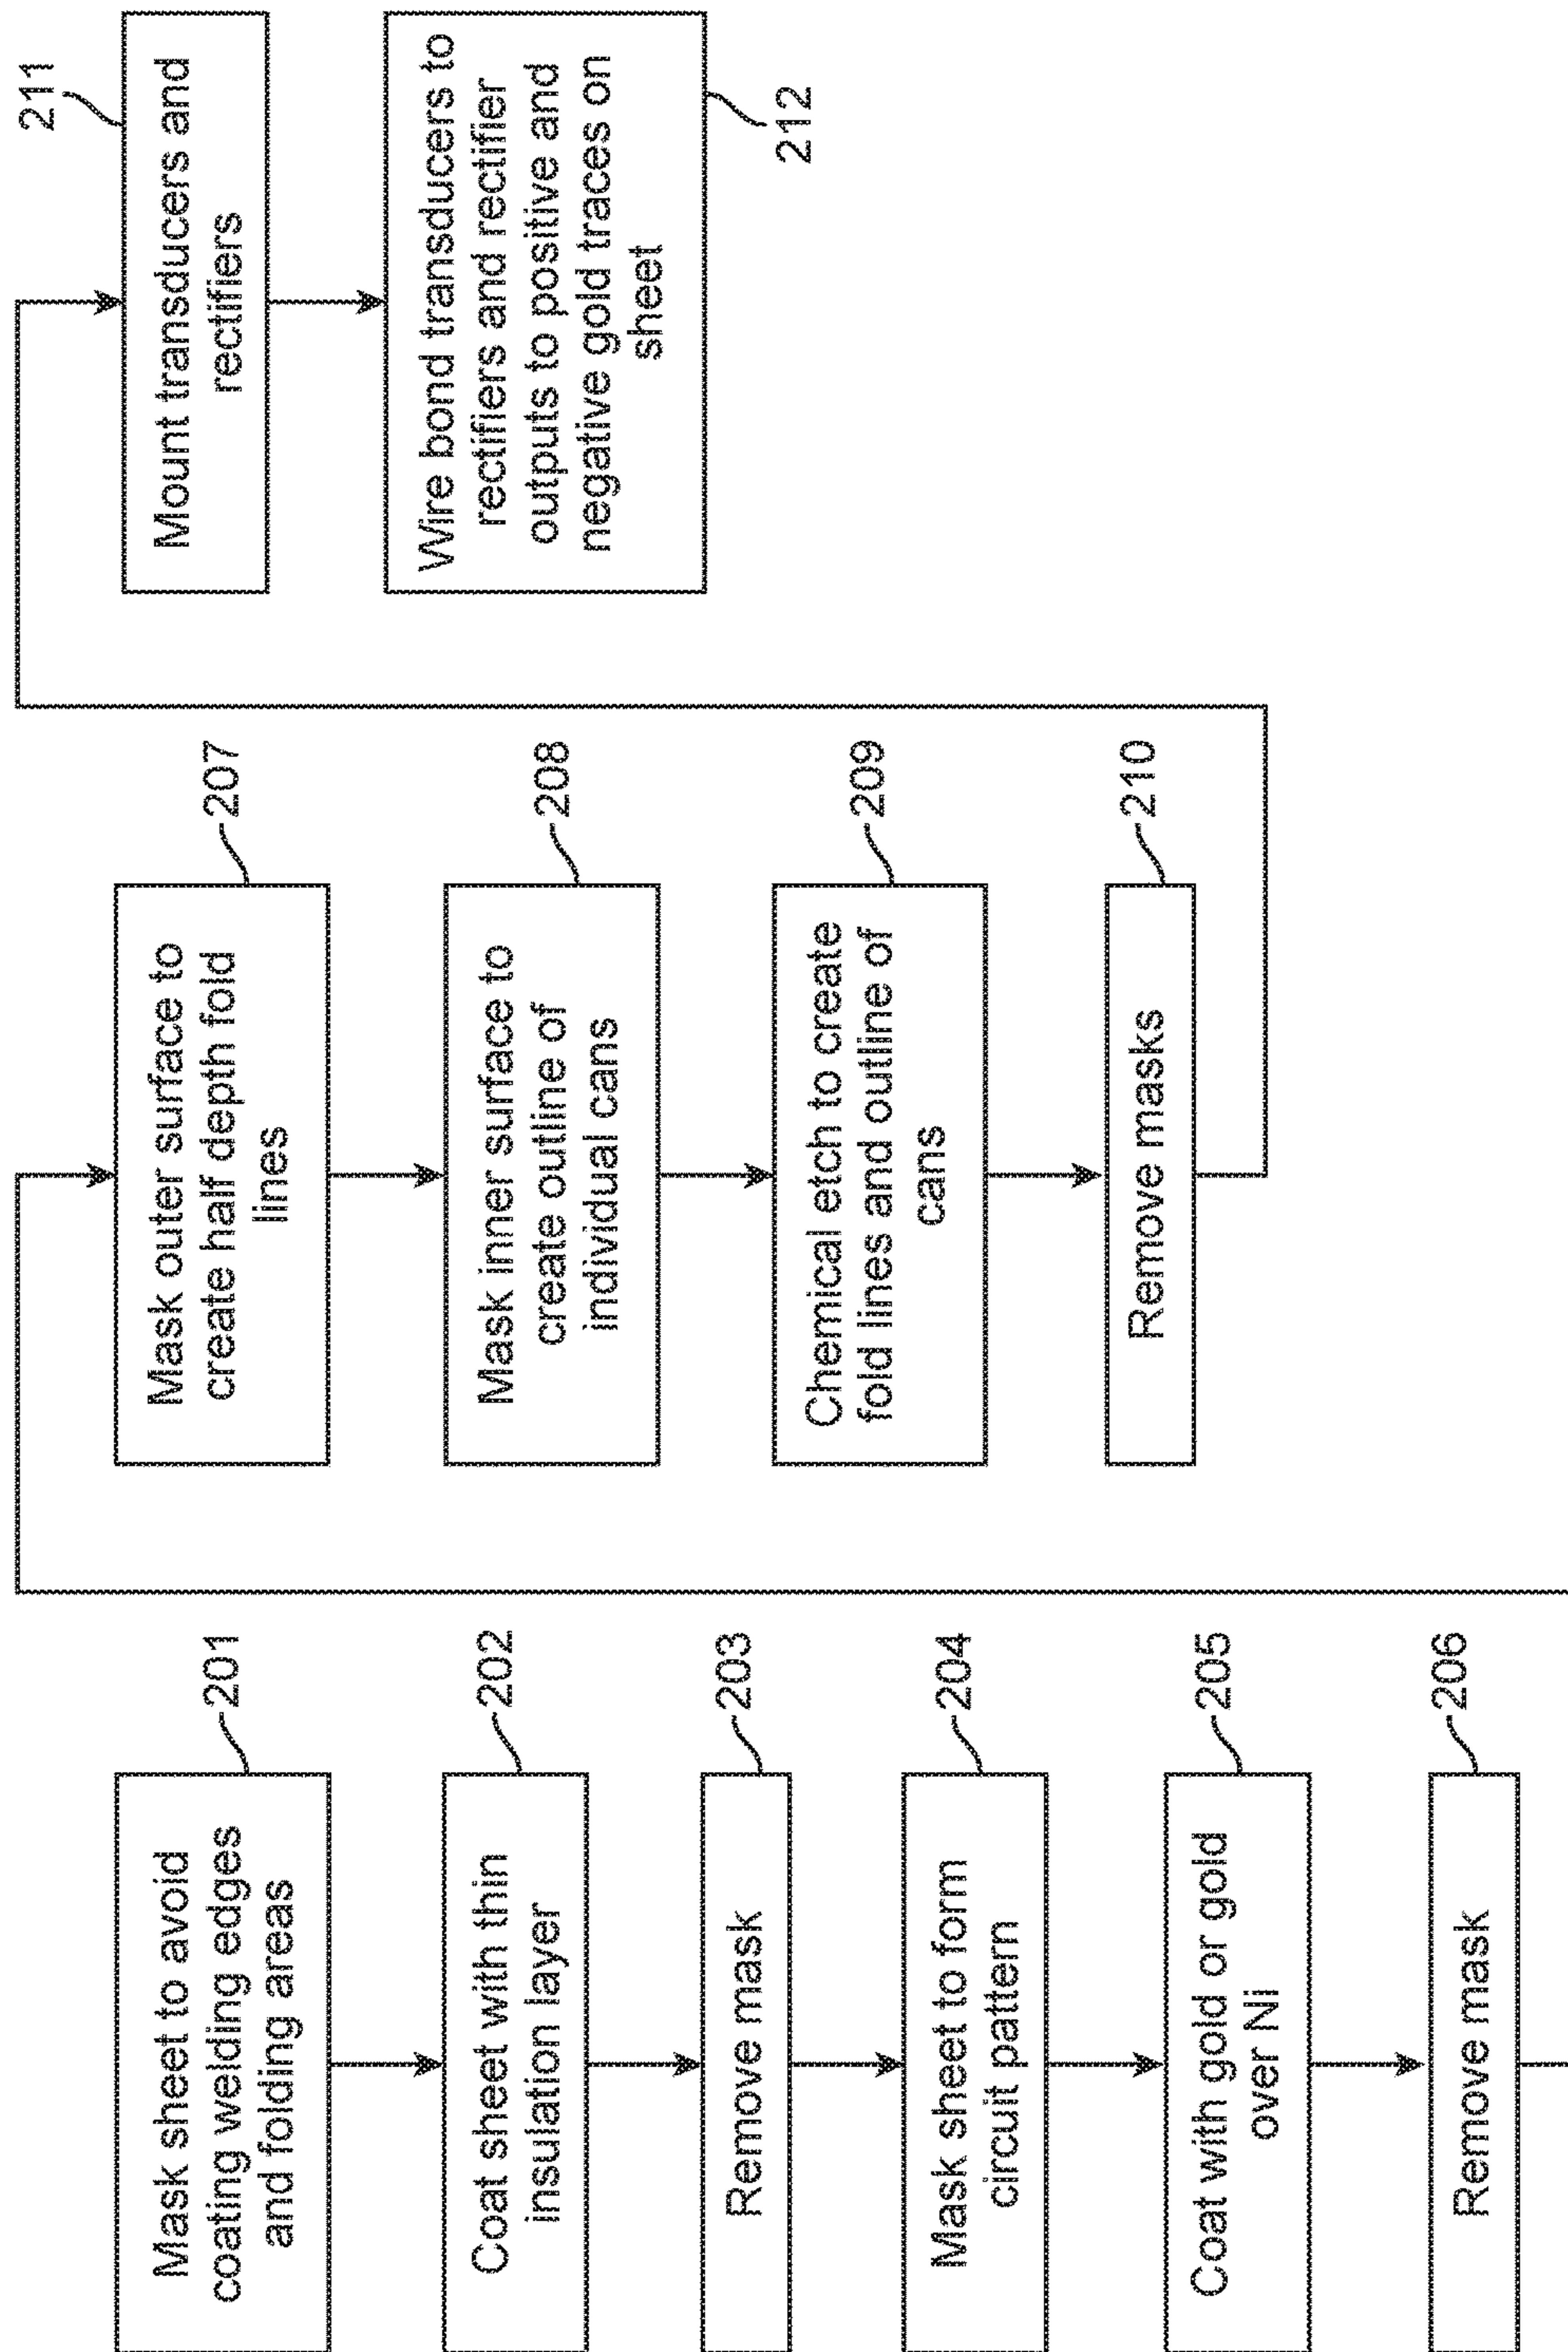 Mask sheet to avoid
coating welding edges
and folding areas
201
Coat sheet with thin
insulation layer
202
Remove mask
203
Mask sheet to form
circuit pattern
204
Coat with gold or gold
over Ni
205
Remove mask
206
Mask outer surface to
create half depth fold
lines
207
Mask inner surface to
create outline of
individual cans
208
Chemical etch to create
fold lines and outline of
cans
209
Remove masks
210
211
Mount transducers and
rectifiers
Wire bond transducers to
rectifiers and rectifier
outputs to positive and
negative gold traces on
sheet
212